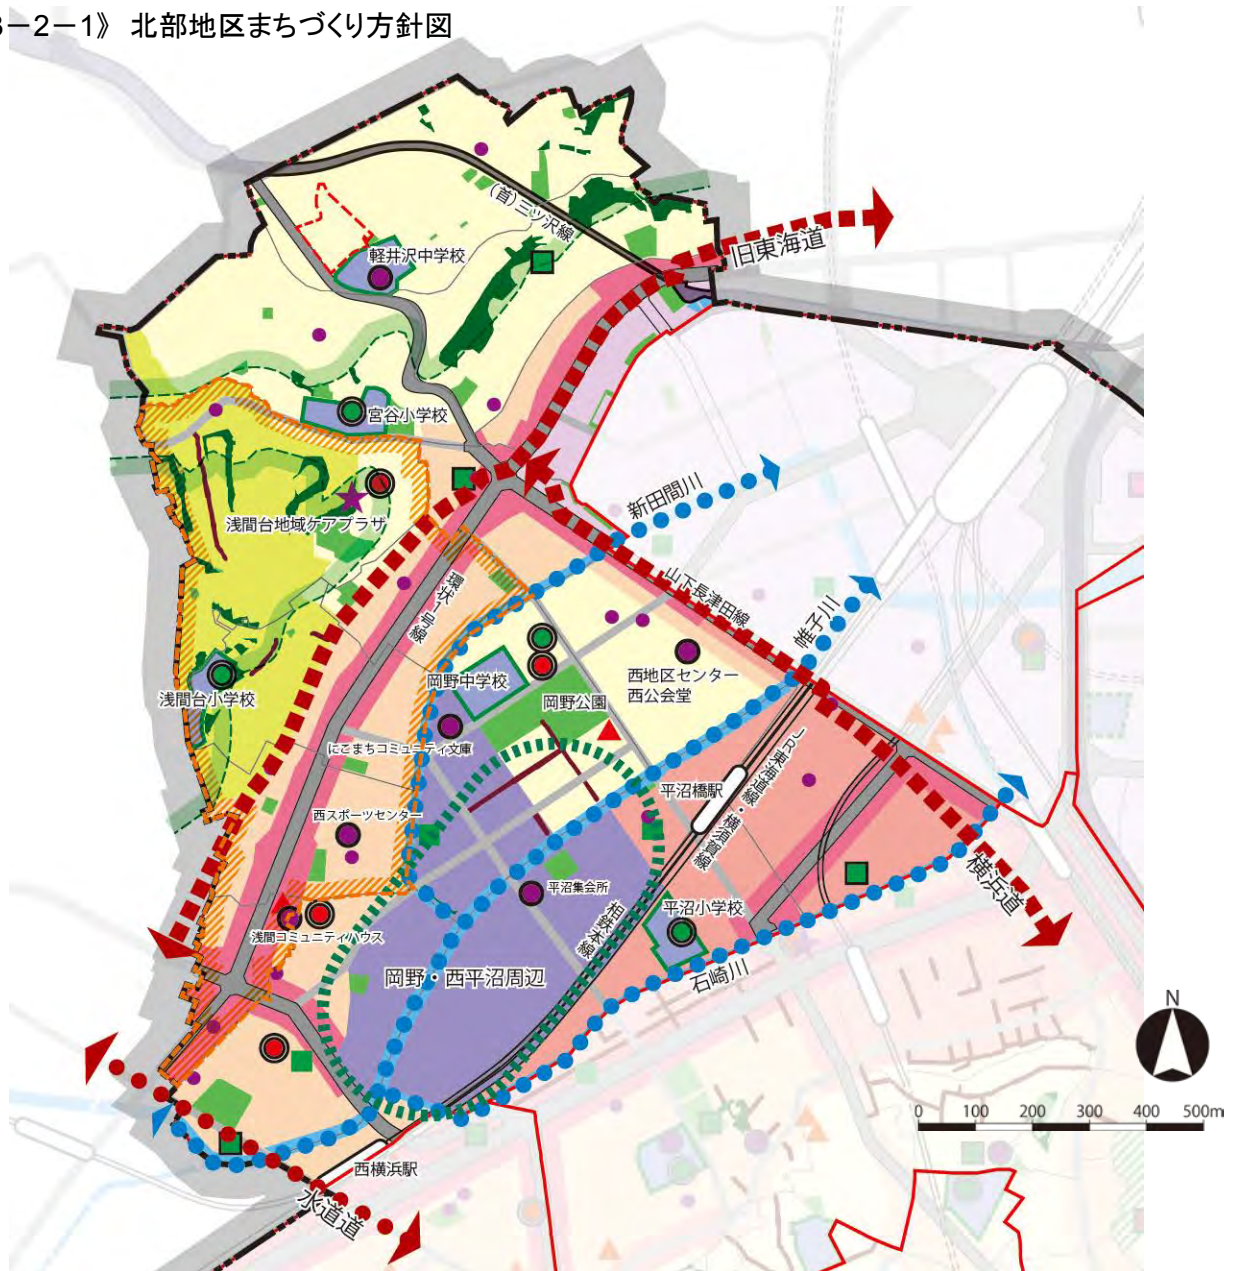 3－2－1》 北部地区まちづくり方針図
(首)三ツ沢線
軽井沢中学校
旧東海道
宮谷小学校
新田間川
浅間台地域ケアプラザ
環状1号線
山下長津田線
帷子川
浅間台小学校
岡野中学校
岡野公園
西地区センター
西公会堂
にこまちコミュニティ文庫
平沼橋駅
JR東海道線・横須賀線
西スポーツセンター
平沼集会所
横浜道
浅間コミュニティハウス
相鉄本線
平沼小学校
岡野・西平沼周辺
石崎川
N
0 100 200 300 400 500m
西横浜駅
水道道